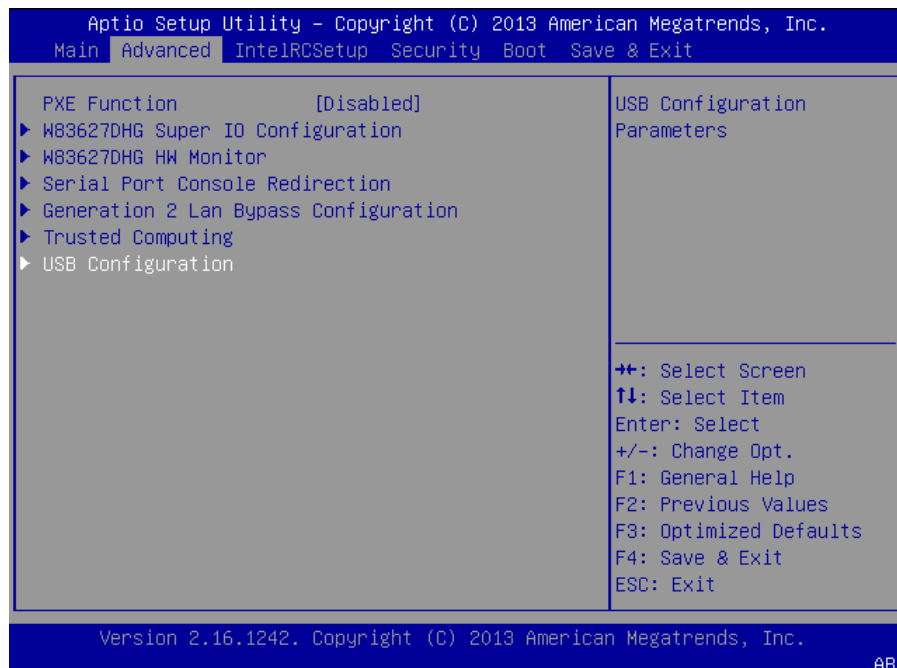 Aptio Setup Utility – Copyright (C) 2013 American Megatrends, Inc.
Main Advanced IntelRCSetup Security Boot Save & Exit
PXE Function [Disabled]
W83627DHG Super IO Configuration
W83627DHG HW Monitor
Serial Port Console Redirection
Generation 2 Lan Bypass Configuration
Trusted Computing
USB Configuration
USB Configuration
Parameters
→←: Select Screen
↑↓: Select Item
Enter: Select
+/-: Change Opt.
F1: General Help
F2: Previous Values
F3: Optimized Defaults
F4: Save & Exit
ESC: Exit
Version 2.16.1242. Copyright (C) 2013 American Megatrends, Inc.
AB